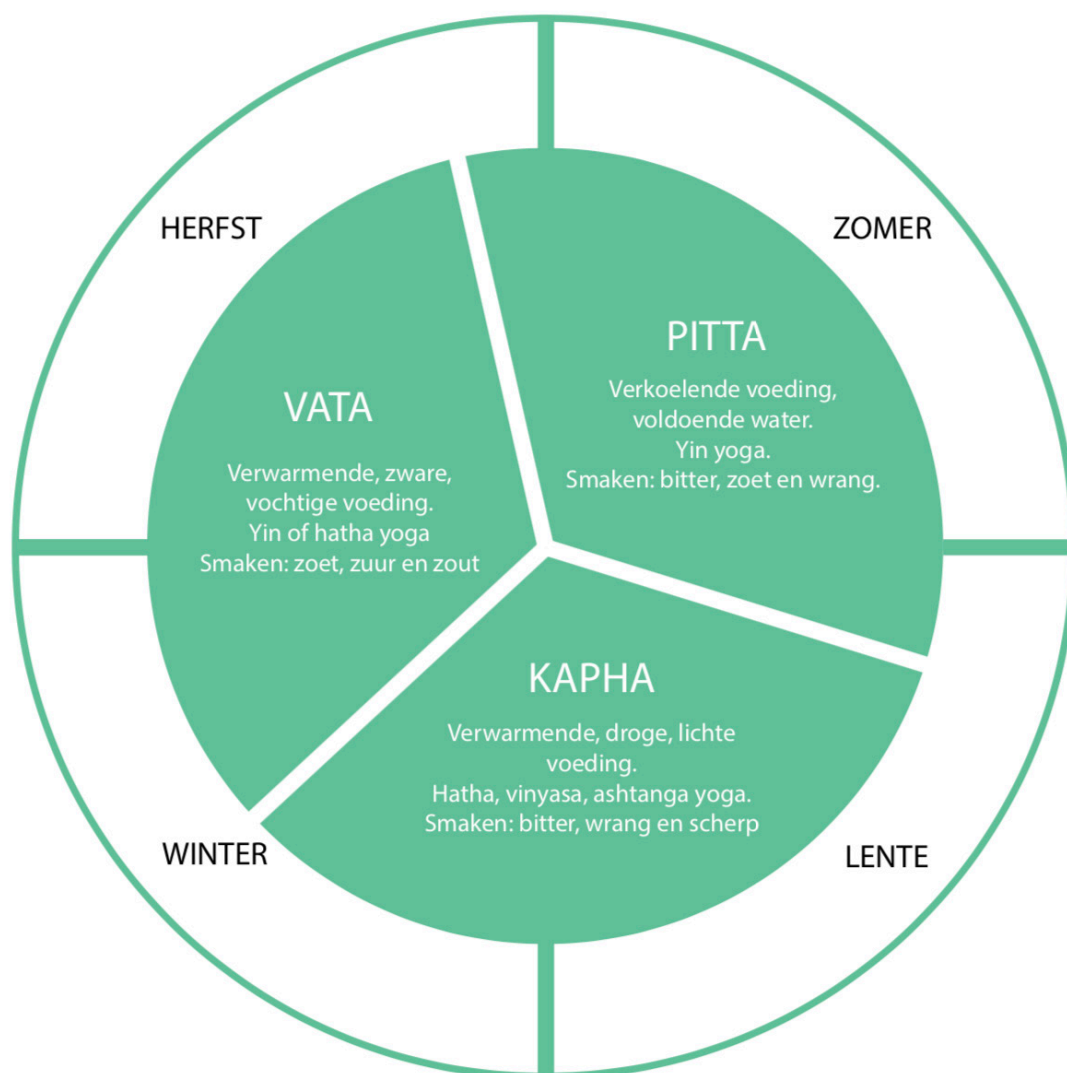 HERFST
ZOMER
PITTA
Verkoelende voeding,
voldoende water.
Yin yoga.
Smaken: bitter, zoet en wrang.
VATA
Verwarmende, zware,
vochtige voeding.
Yin of hatha yoga
Smaken: zoet, zuur en zout
KAPHA
Verwarmende, droge, lichte
voeding.
Hatha, vinyasa, ashtanga yoga.
Smaken: bitter, wrang en scherp
WINTER
LENTE